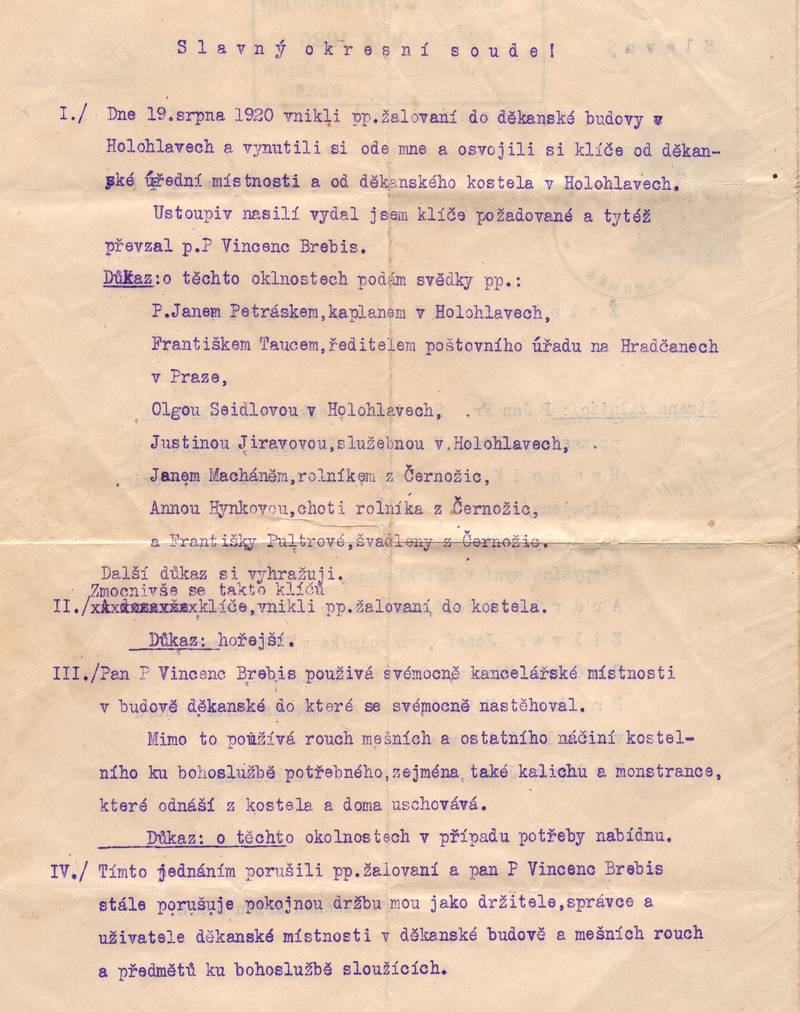 Slavný okresní soude!
I./ Dne 19.srpna 1920 vnikli pp.žalovaní do děkanské budovy v
Holohlavech a vynutili si ode mne a osvojili si klíče od děkan-
ské úřední místnosti a od děkanského kostela v Holohlavech.
Ustoupiv nasilí vydal jsem klíče požadované a tytéž
převzal p.P Vincenc Brebis.
Důkaz:o těchto oklnostech podám svědky pp.:
P.Janem Petráskem,kaplanem v Holohlavech,
Františkem Taucem,ředitelem poštovního úřadu na Hradčanech
v Praze,
Olgou Seidlovou v Holohlavech,
Justinou Jiravovou,služebnou v.Holohlavech,
Janem Macháněm,rolníkem z Černožic,
Annou Hynkovou,choti rolníka z Černožic,
a Františky Pultrové,švadleny z Černožic.
Další důkaz si vyhražuji.
Zmocnivše se takto klíčů
II./ klíče,vnikli pp.žalovaní do kostela.
Důkaz: hořejší.
III./Pan P Vincenc Brebis použivá svémocně kancelářské místnosti
v budově děkanské do které se svémocně nastěhoval.
Mimo to používá rouch mešních a ostatního náčiní kostel-
ního ku bohoslužbě potřebného,zejména také kalichu a monstrance,
které odnáší z kostela a doma uschovává.
Důkaz: o těchto okolnostech v případu potřeby nabídnu.
IV./ Tímto jednáním porušili pp.žalovaní a pan P Vincenc Brebis
stále porušuje pokojnou držbu mou jako držitele,správce a
uživatele děkanské místnosti v děkanské budově a mešních rouch
a předmětů ku bohoslužbě sloužících.